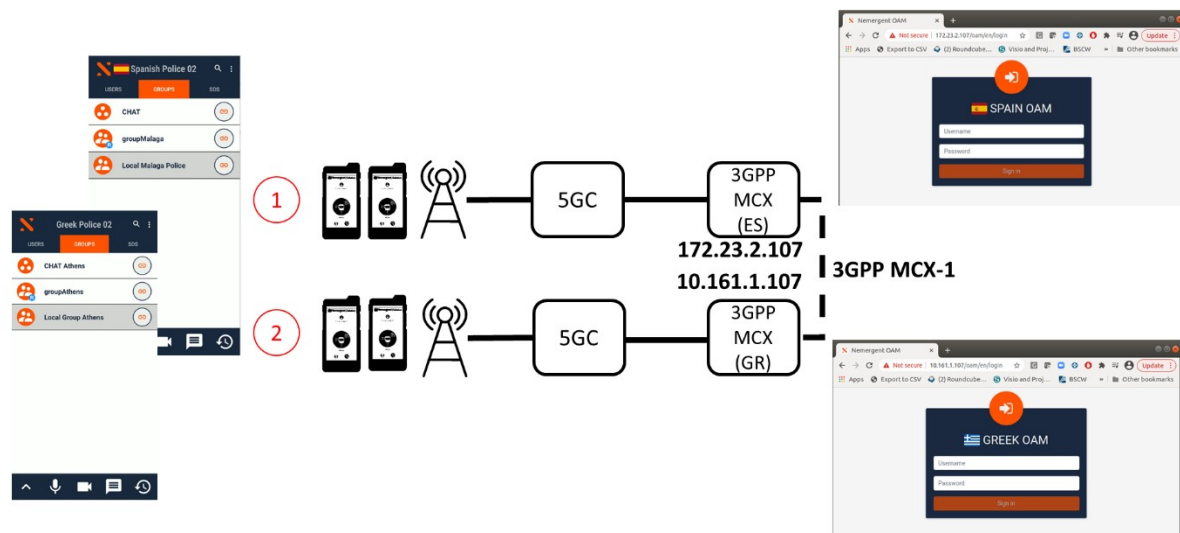 Spanish Police 02
USERS GROUPS SDS
CHAT
groupMalaga
Local Malaga Police
Greek Police 02
USERS GROUPS SDS
CHAT Athens
groupAthens
Local Group Athens
1
2
5GC
3GPP
MCX
(ES)
172.23.2.107
10.161.1.107
3GPP MCX-1
5GC
3GPP
MCX
(GR)
Nemergent OAM
Not secure 172.23.2.107/oam/en/login Update
Apps Export to CSV (2) Roundcube... Visio and Proj... BSCW » Other bookmarks
SPAIN OAM
Username
Password
Sign in
Nemergent OAM
Not secure 10.161.1.107/oam/en/login Update
Apps Export to CSV (2) Roundcube... Visio and Proj... BSCW » Other bookmarks
GREEK OAM
Username
Password
Sign in